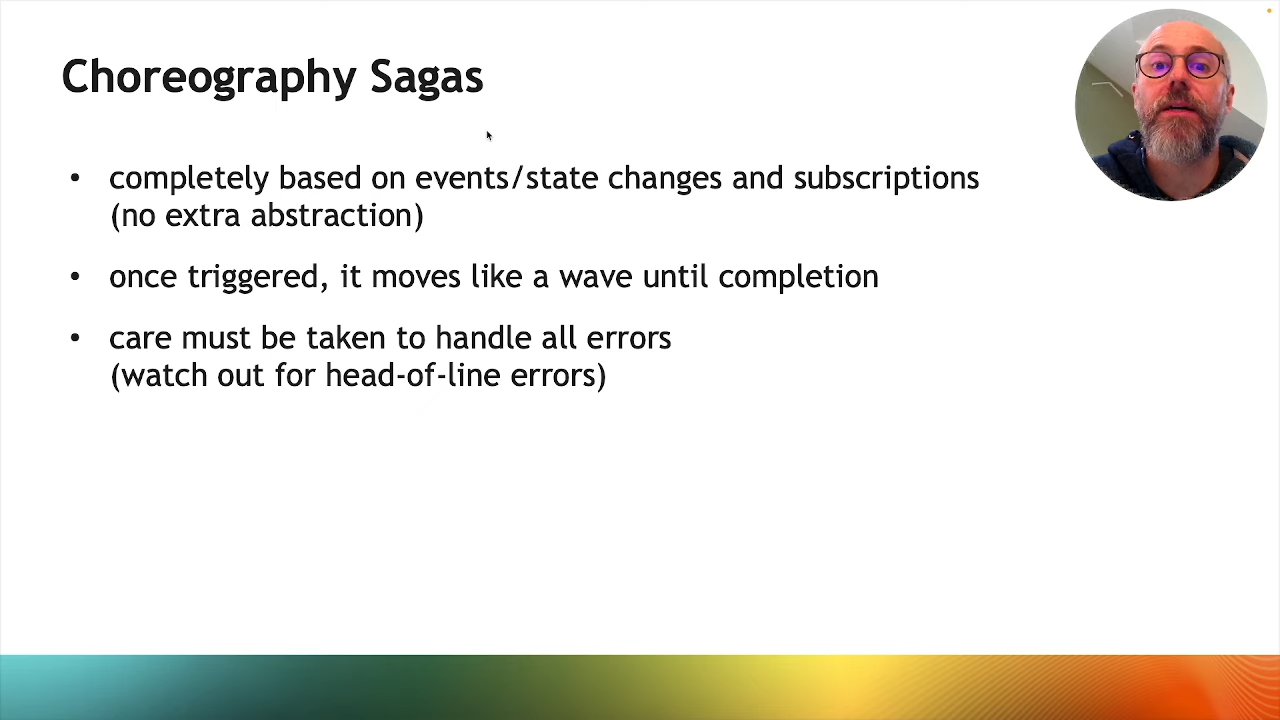 Choreography Sagas
• completely based on events/state changes and subscriptions
(no extra abstraction)
• once triggered, it moves like a wave until completion
• care must be taken to handle all errors
(watch out for head-of-line errors)